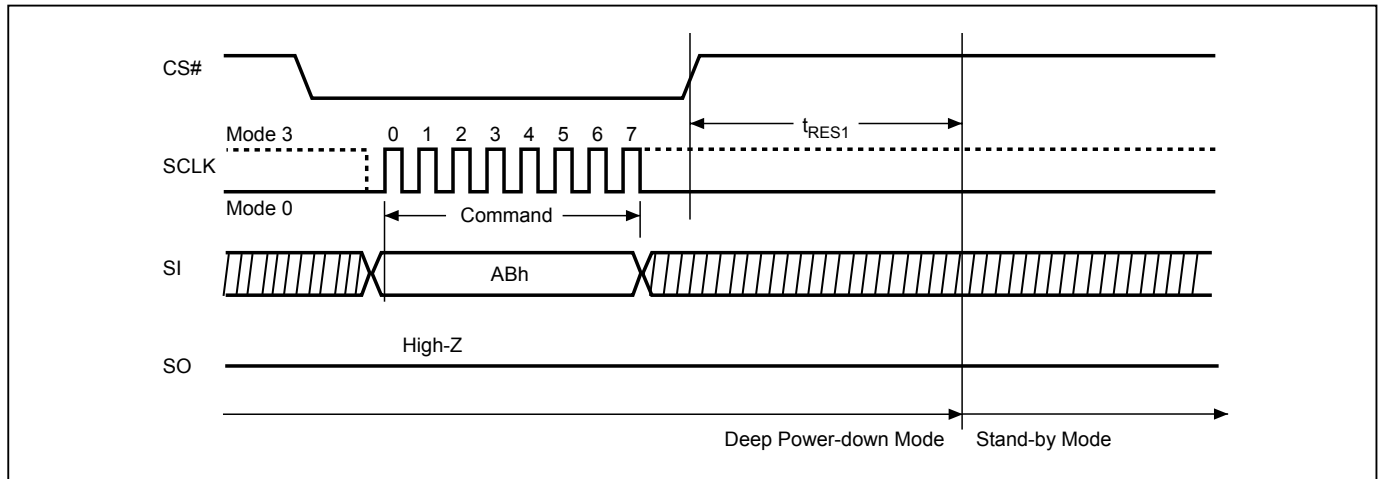 CS#
tRES1
Mode 3
0 1 2 3 4 5 6 7
SCLK
Mode 0
Command
SI
ABh
High-Z
SO
Deep Power-down Mode
Stand-by Mode